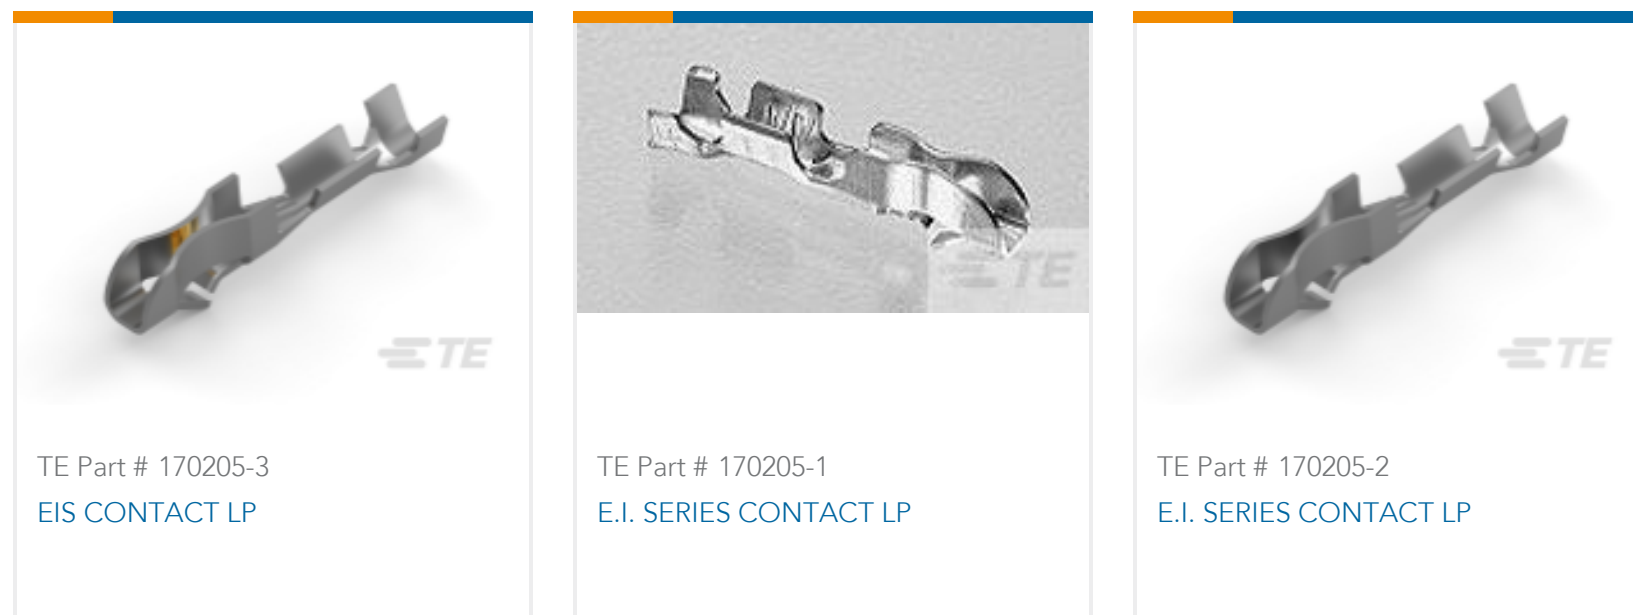 TE
TE Part # 170205-3
EIS CONTACT LP
TE
TE Part # 170205-1
E.I. SERIES CONTACT LP
TE
TE Part # 170205-2
E.I. SERIES CONTACT LP